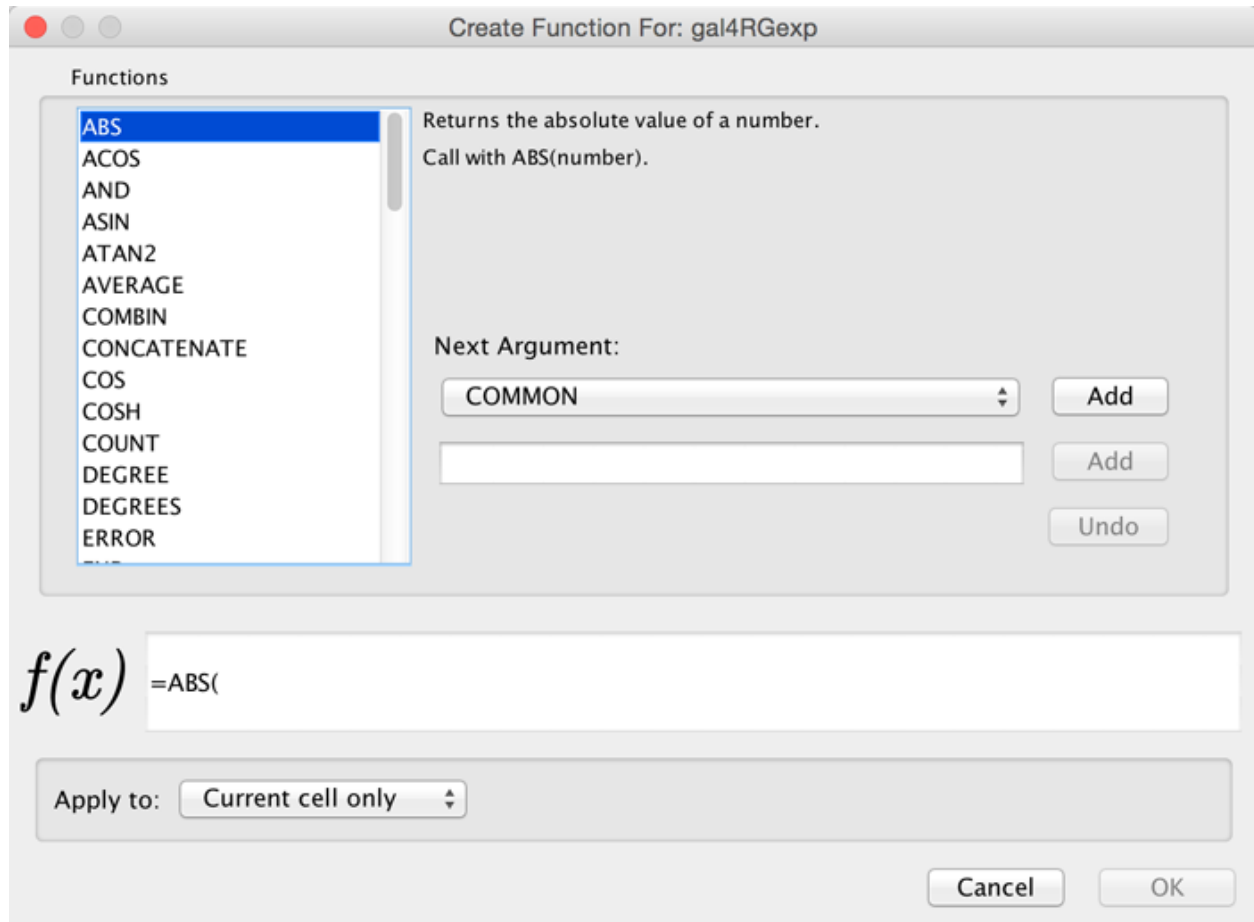 Create Function For: gal4RGexp
Functions
ABS
ACOS
AND
ASIN
ATAN2
AVERAGE
COMBIN
CONCATENATE
COS
COSH
COUNT
DEGREE
DEGREES
ERROR
Returns the absolute value of a number.
Call with ABS(number).
Next Argument:
COMMON
Add
Add
Undo
f(x)
=ABS(
Apply to:
Current cell only
Cancel
OK